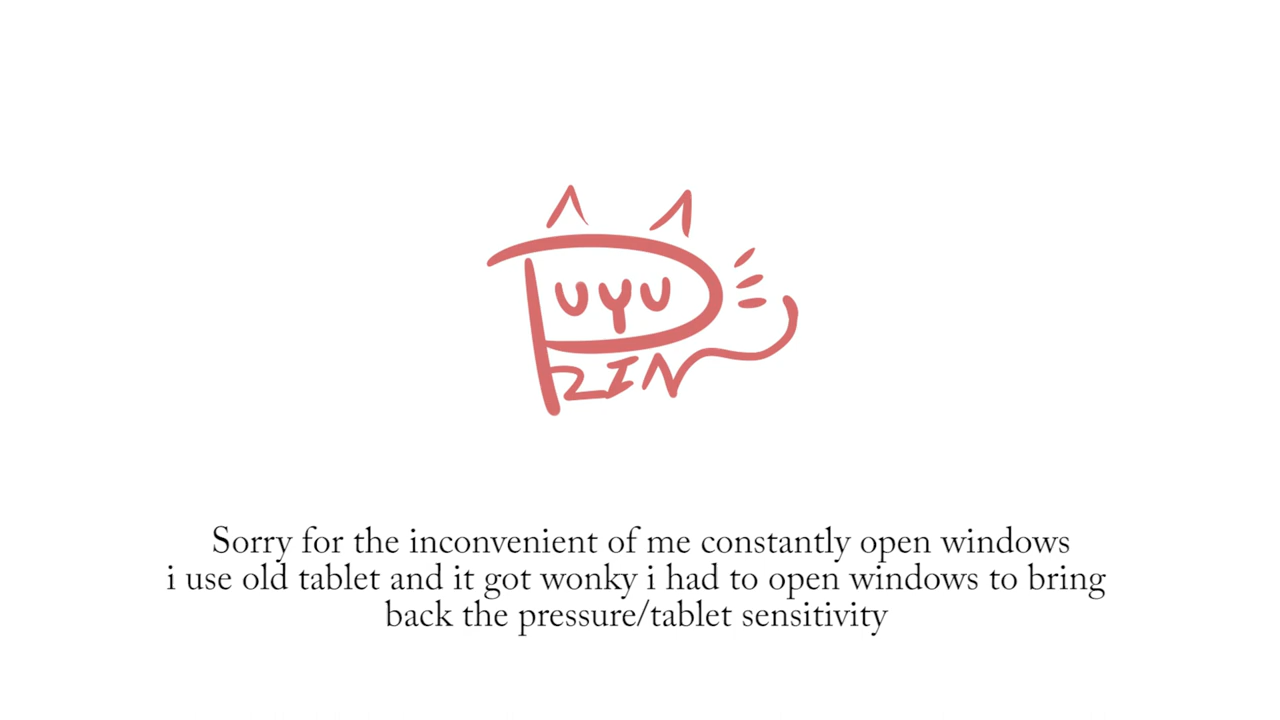 Puyu
RIN
Sorry for the inconvenient of me constantly open windows
i use old tablet and it got wonky i had to open windows to bring
back the pressure/tablet sensitivity